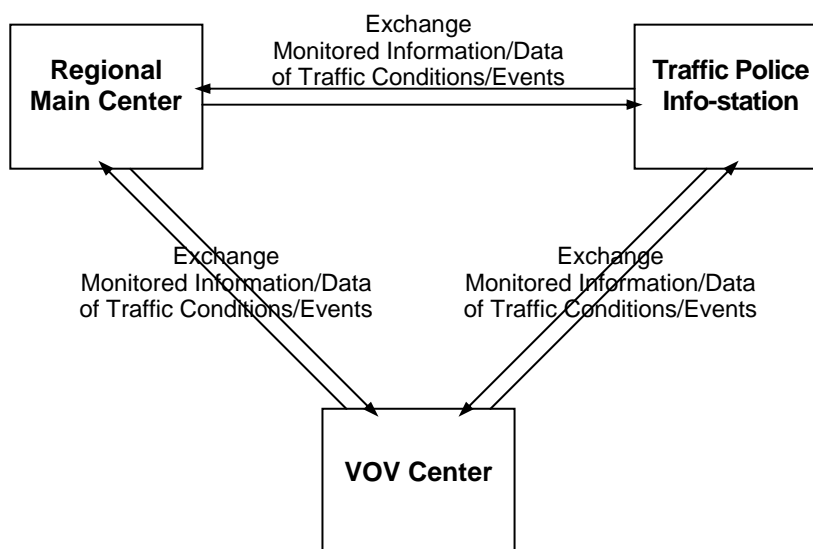 Exchange
Monitored Information/Data
of Traffic Conditions/Events
Regional
Main Center
Traffic Police
Info-station
Exchange
Monitored Information/Data
of Traffic Conditions/Events
Exchange
Monitored Information/Data
of Traffic Conditions/Events
VOV Center